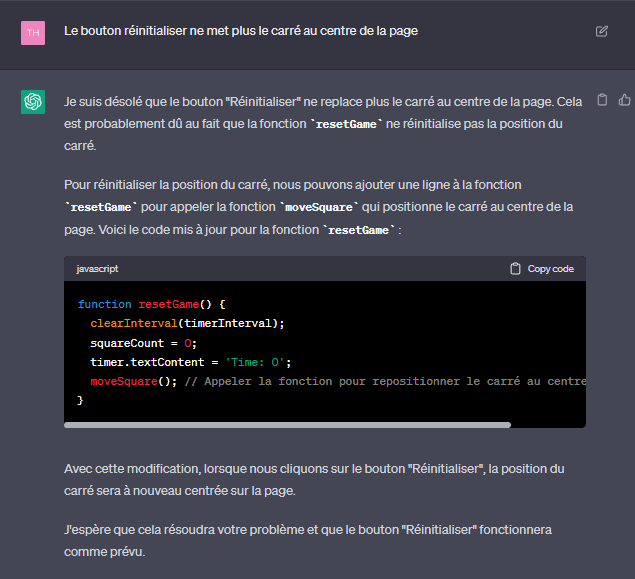 TH
Le bouton réinitialiser ne met plus le carré au centre de la page
Je suis désolé que le bouton "Réinitialiser" ne replace plus le carré au centre de la page. Cela
est probablement dû au fait que la fonction `resetGame` ne réinitialise pas la position du
carré.
Pour réinitialiser la position du carré, nous pouvons ajouter une ligne à la fonction
`resetGame` pour appeler la fonction `moveSquare` qui positionne le carré au centre de la
page. Voici le code mis à jour pour la fonction `resetGame` :
javascript Copy code
function resetGame() {
  clearInterval(timerInterval);
  squareCount = 0;
  timer.textContent = 'Time: 0';
  moveSquare(); // Appeler la fonction pour repositionner le carré au centre
}
Avec cette modification, lorsque nous cliquons sur le bouton "Réinitialiser", la position du
carré sera à nouveau centrée sur la page.
J'espère que cela résoudra votre problème et que le bouton "Réinitialiser" fonctionnera
comme prévu.